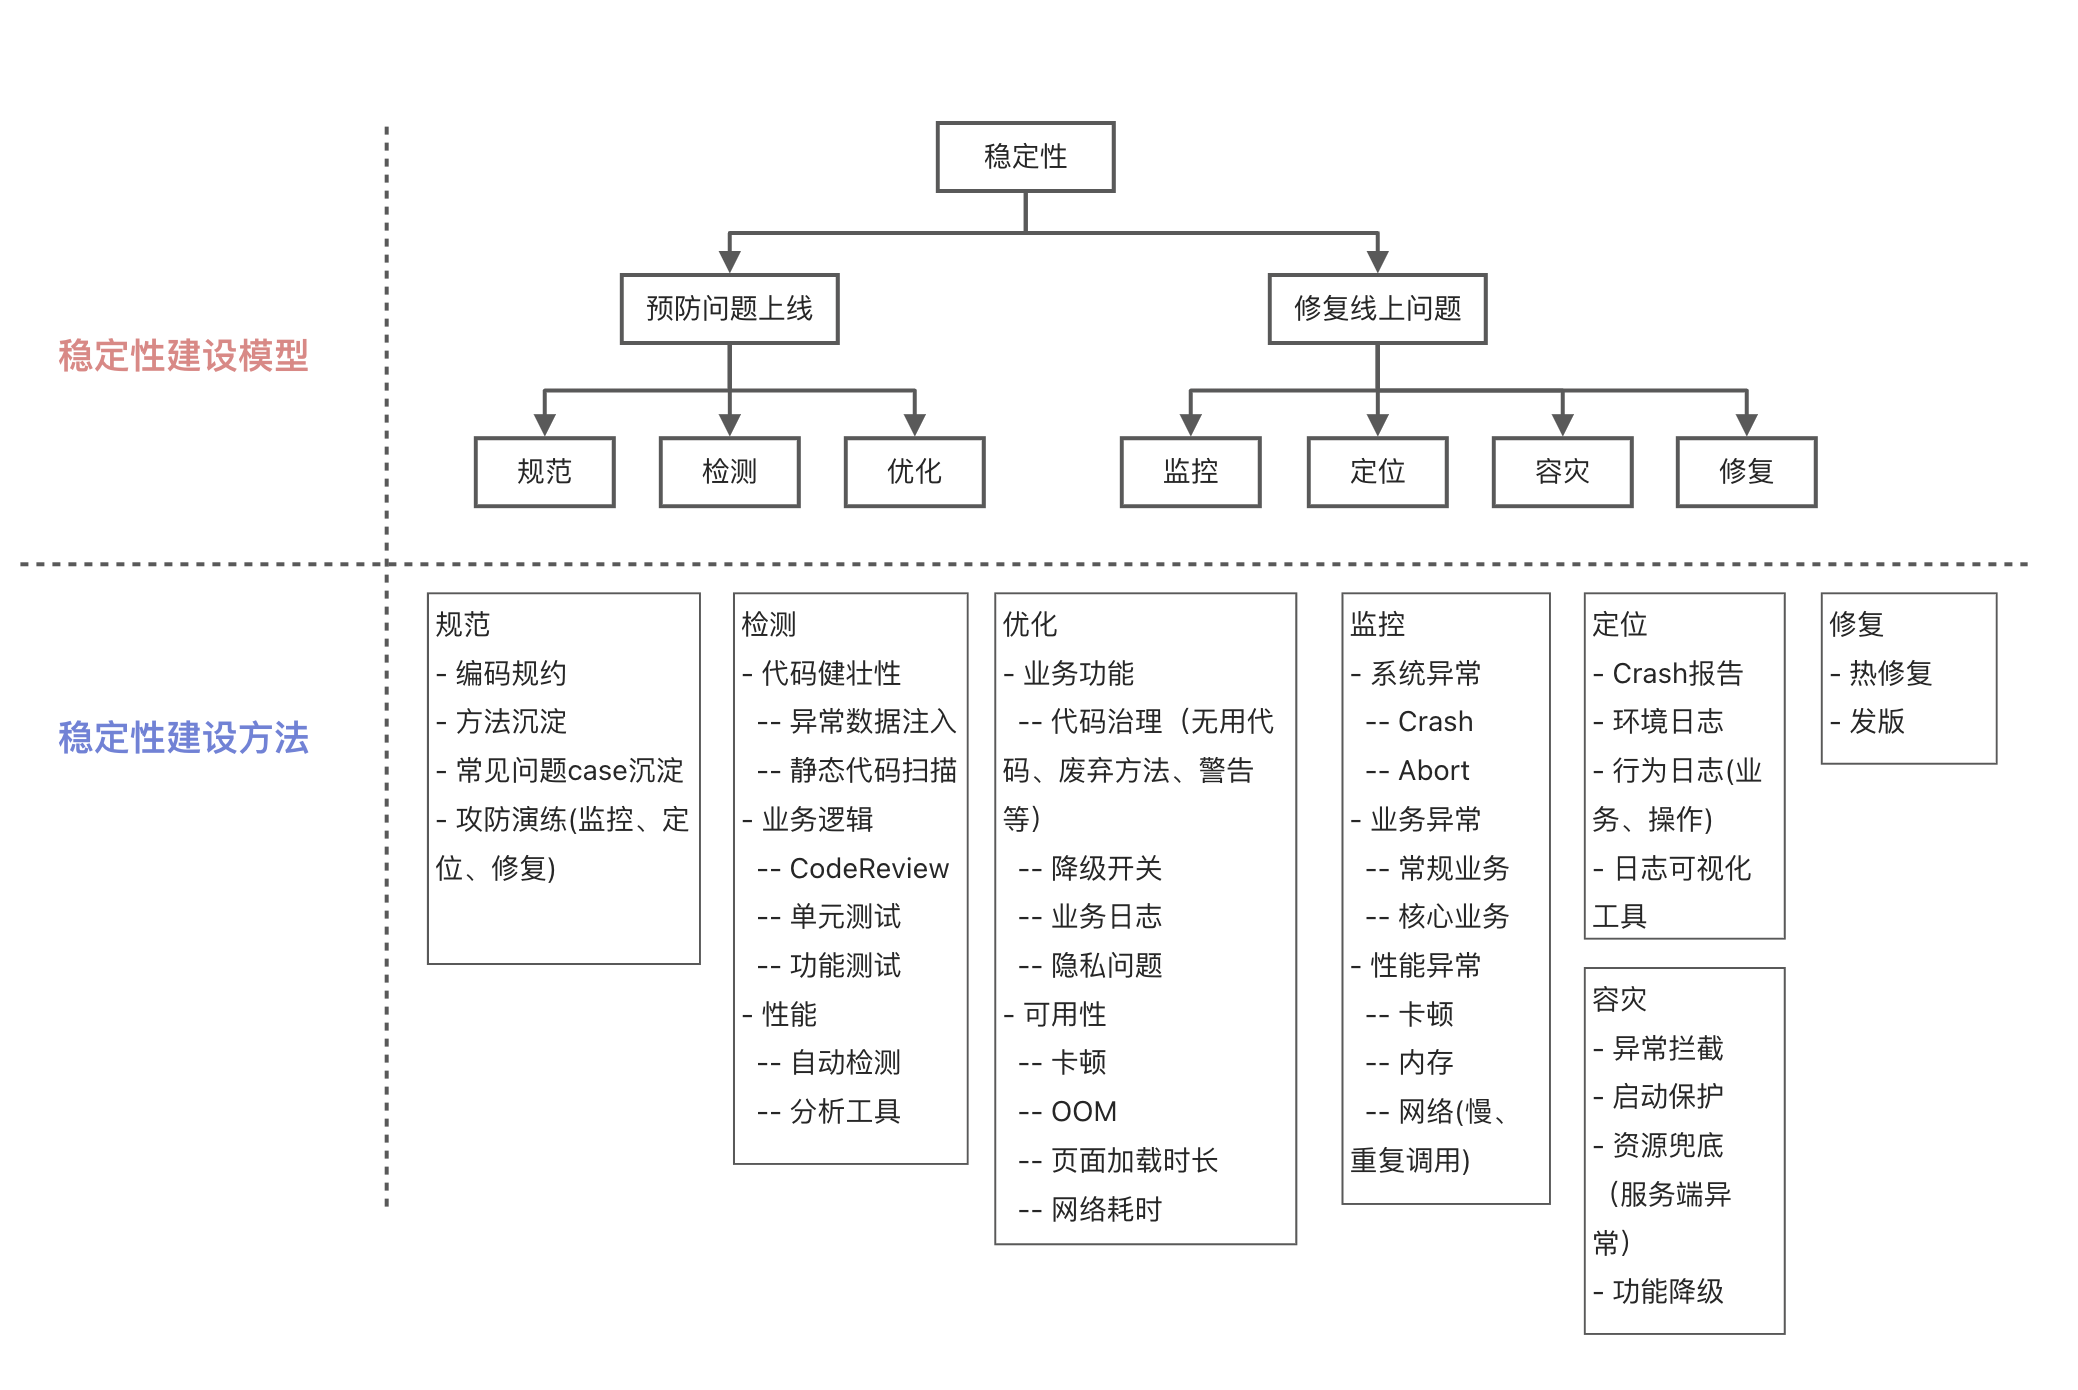 稳定性
预防问题上线
修复线上问题
稳定性建设模型
规范
检测
优化
监控
定位
容灾
修复
稳定性建设方法
规范
- 编码规约
- 方法沉淀
- 常见问题case沉淀
- 攻防演练(监控、定
位、修复)
检测
- 代码健壮性
-- 异常数据注入
-- 静态代码扫描
- 业务逻辑
-- CodeReview
-- 单元测试
-- 功能测试
- 性能
-- 自动检测
-- 分析工具
优化
- 业务功能
-- 代码治理（无用代
码、废弃方法、警告
等）
-- 降级开关
-- 业务日志
-- 隐私问题
- 可用性
-- 卡顿
-- OOM
-- 页面加载时长
-- 网络耗时
监控
- 系统异常
-- Crash
-- Abort
- 业务异常
-- 常规业务
-- 核心业务
- 性能异常
-- 卡顿
-- 内存
-- 网络(慢、
重复调用)
定位
- Crash报告
- 环境日志
- 行为日志(业
务、操作)
- 日志可视化
工具
容灾
- 异常拦截
- 启动保护
- 资源兜底
（服务端异
常）
- 功能降级
修复
- 热修复
- 发版